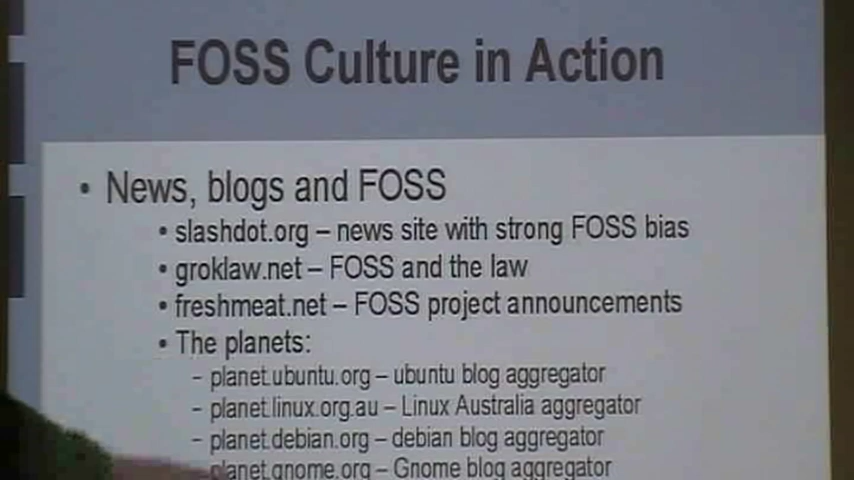 FOSS Culture in Action
• News, blogs and FOSS
• slashdot.org – news site with strong FOSS bias
• groklaw.net – FOSS and the law
• freshmeat.net – FOSS project announcements
• The planets:
– planet.ubuntu.org – ubuntu blog aggregator
– planet.linux.org.au – Linux Australia aggregator
– planet.debian.org – debian blog aggregator
planet.gnome.org – Gnome blog aggregator